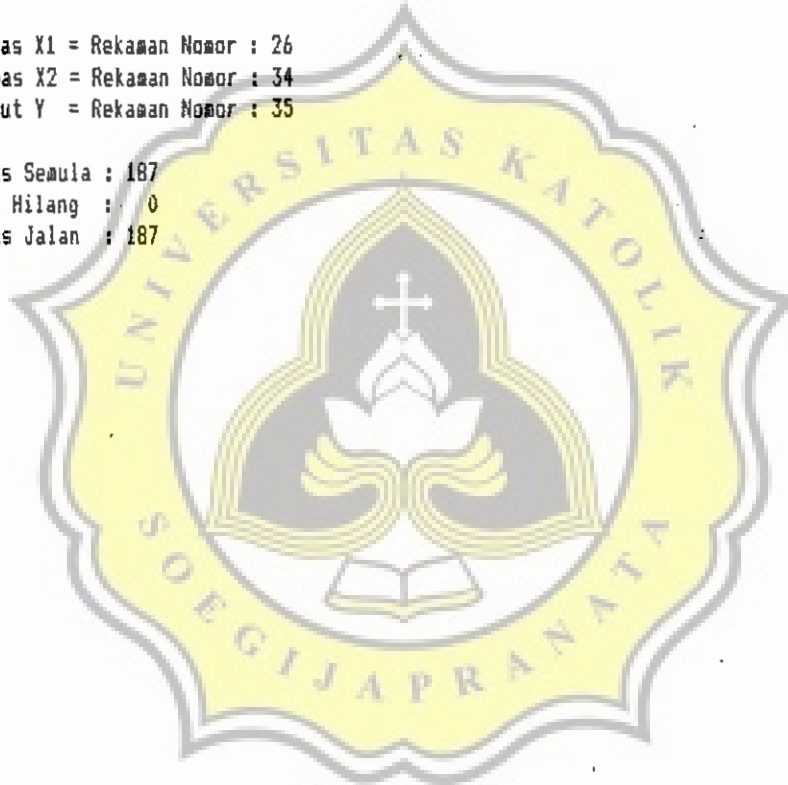 as X1 = Rekaman Nomor : 26
as X2 = Rekaman Nomor : 34
ut Y = Rekaman Nomor : 35
s Semula : 187
Hilang : 0
s Jalan : 187
UNIVERSITAS KATOLIK
SOEGIJAPRANATA